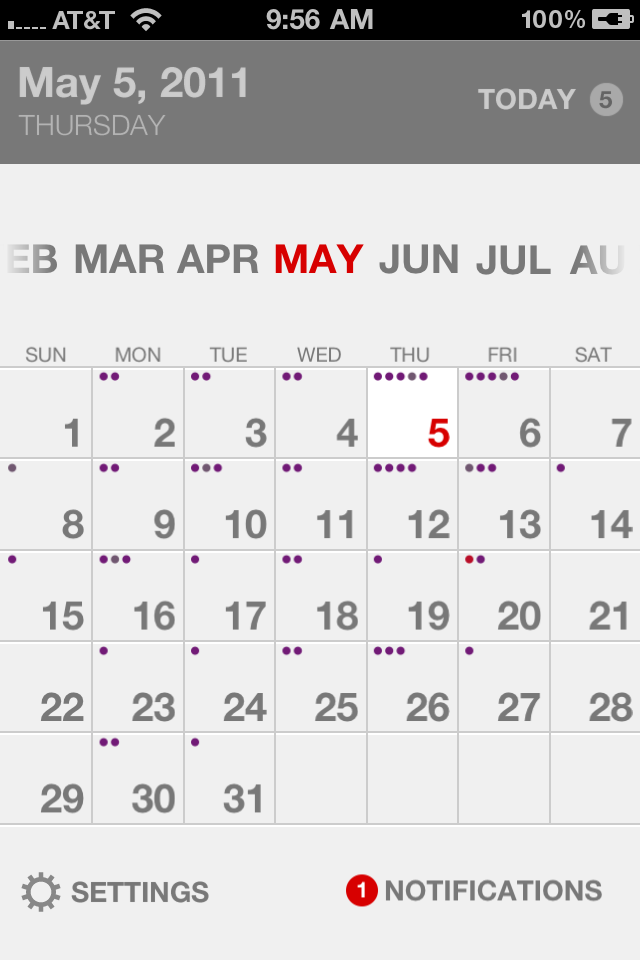 AT&T 9:56 AM 100%
May 5, 2011
THURSDAY
TODAY 5
EB MAR APR MAY JUN JUL AU
SUN MON TUE WED THU FRI SAT
1 2 3 4 5 6 7
8 9 10 11 12 13 14
15 16 17 18 19 20 21
22 23 24 25 26 27 28
29 30 31
SETTINGS 1 NOTIFICATIONS